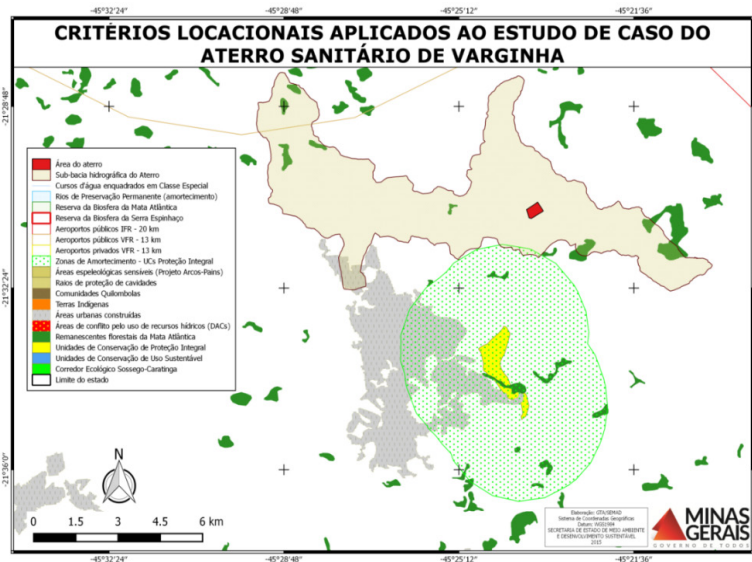 -45°32'24"
-45°28'48"
-45°25'12"
-45°21'36"
CRITÉRIOS LOCACIONAIS APLICADOS AO ESTUDO DE CASO DO
ATERRO SANITÁRIO DE VARGINHA
-21°28'48"
-21°32'24"
-21°36'0"
Área do aterro
Sub-bacia hidrográfica do Aterro
Cursos d'água enquadrados em Classe Especial
Rios de Preservação Permanente (amortecimento)
Reserva da Biosfera da Mata Atlântica
Reserva da Biosfera da Serra Espinhaço
Aeroportos públicos IFR - 20 km
Aeroportos públicos VFR - 13 km
Aeroportos privados VFR - 13 km
Zonas de Amortecimento - UCs Proteção Integral
Áreas espeleológicas sensíveis (Projeto Arcos-Pains)
Raios de proteção de cavidades
Comunidades Quilombolas
Terras Indígenas
Áreas urbanas construídas
Áreas de conflito pelo uso de recursos hídricos (DACs)
Remanescentes florestais da Mata Atlântica
Unidades de Conservação de Proteção Integral
Unidades de Conservação de Uso Sustentável
Corredor Ecológico Sossego-Caratinga
Limite do estado
N
0 1.5 3 4.5 6 km
Elaboração: GTA/SEMAD
Sistema de Coordenadas Geográficas
SECRETARIA DE ESTADO DE MEIO AMBIENTE
E DESENVOLVIMENTO SUSTENTÁVEL
MINAS
GERAIS
GOVERNO DE TODOS
-45°32'24"
-45°28'48"
-45°25'12"
-45°21'36"